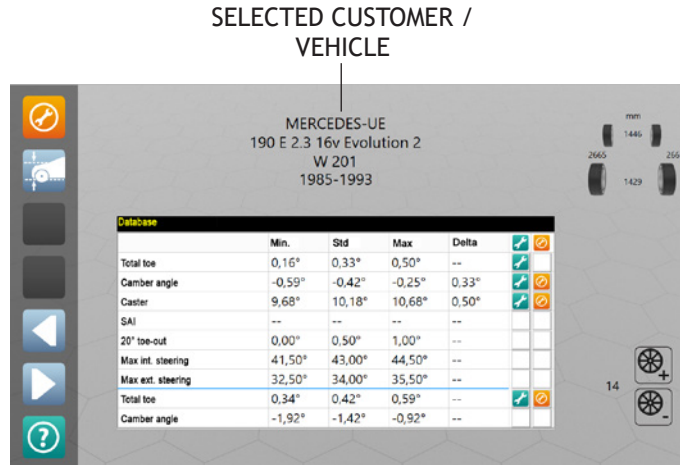 SELECTED CUSTOMER /
VEHICLE
MERCEDES-UE
190 E 2.3 16v Evolution 2
W 201
1985-1993
mm
1446
2665 266
1429
Database
Min. Std Max Delta
Total toe 0,16° 0,33° 0,50° --
Camber angle -0,59° -0,42° -0,25° 0,33°
Caster 9,68° 10,18° 10,68° 0,50°
SAI -- -- -- --
20° toe-out 0,00° 0,50° 1,00° --
Max int. steering 41,50° 43,00° 44,50° --
Max ext. steering 32,50° 34,00° 35,50° --
Total toe 0,34° 0,42° 0,59° --
Camber angle -1,92° -1,42° -0,92° --
14
+
-
?